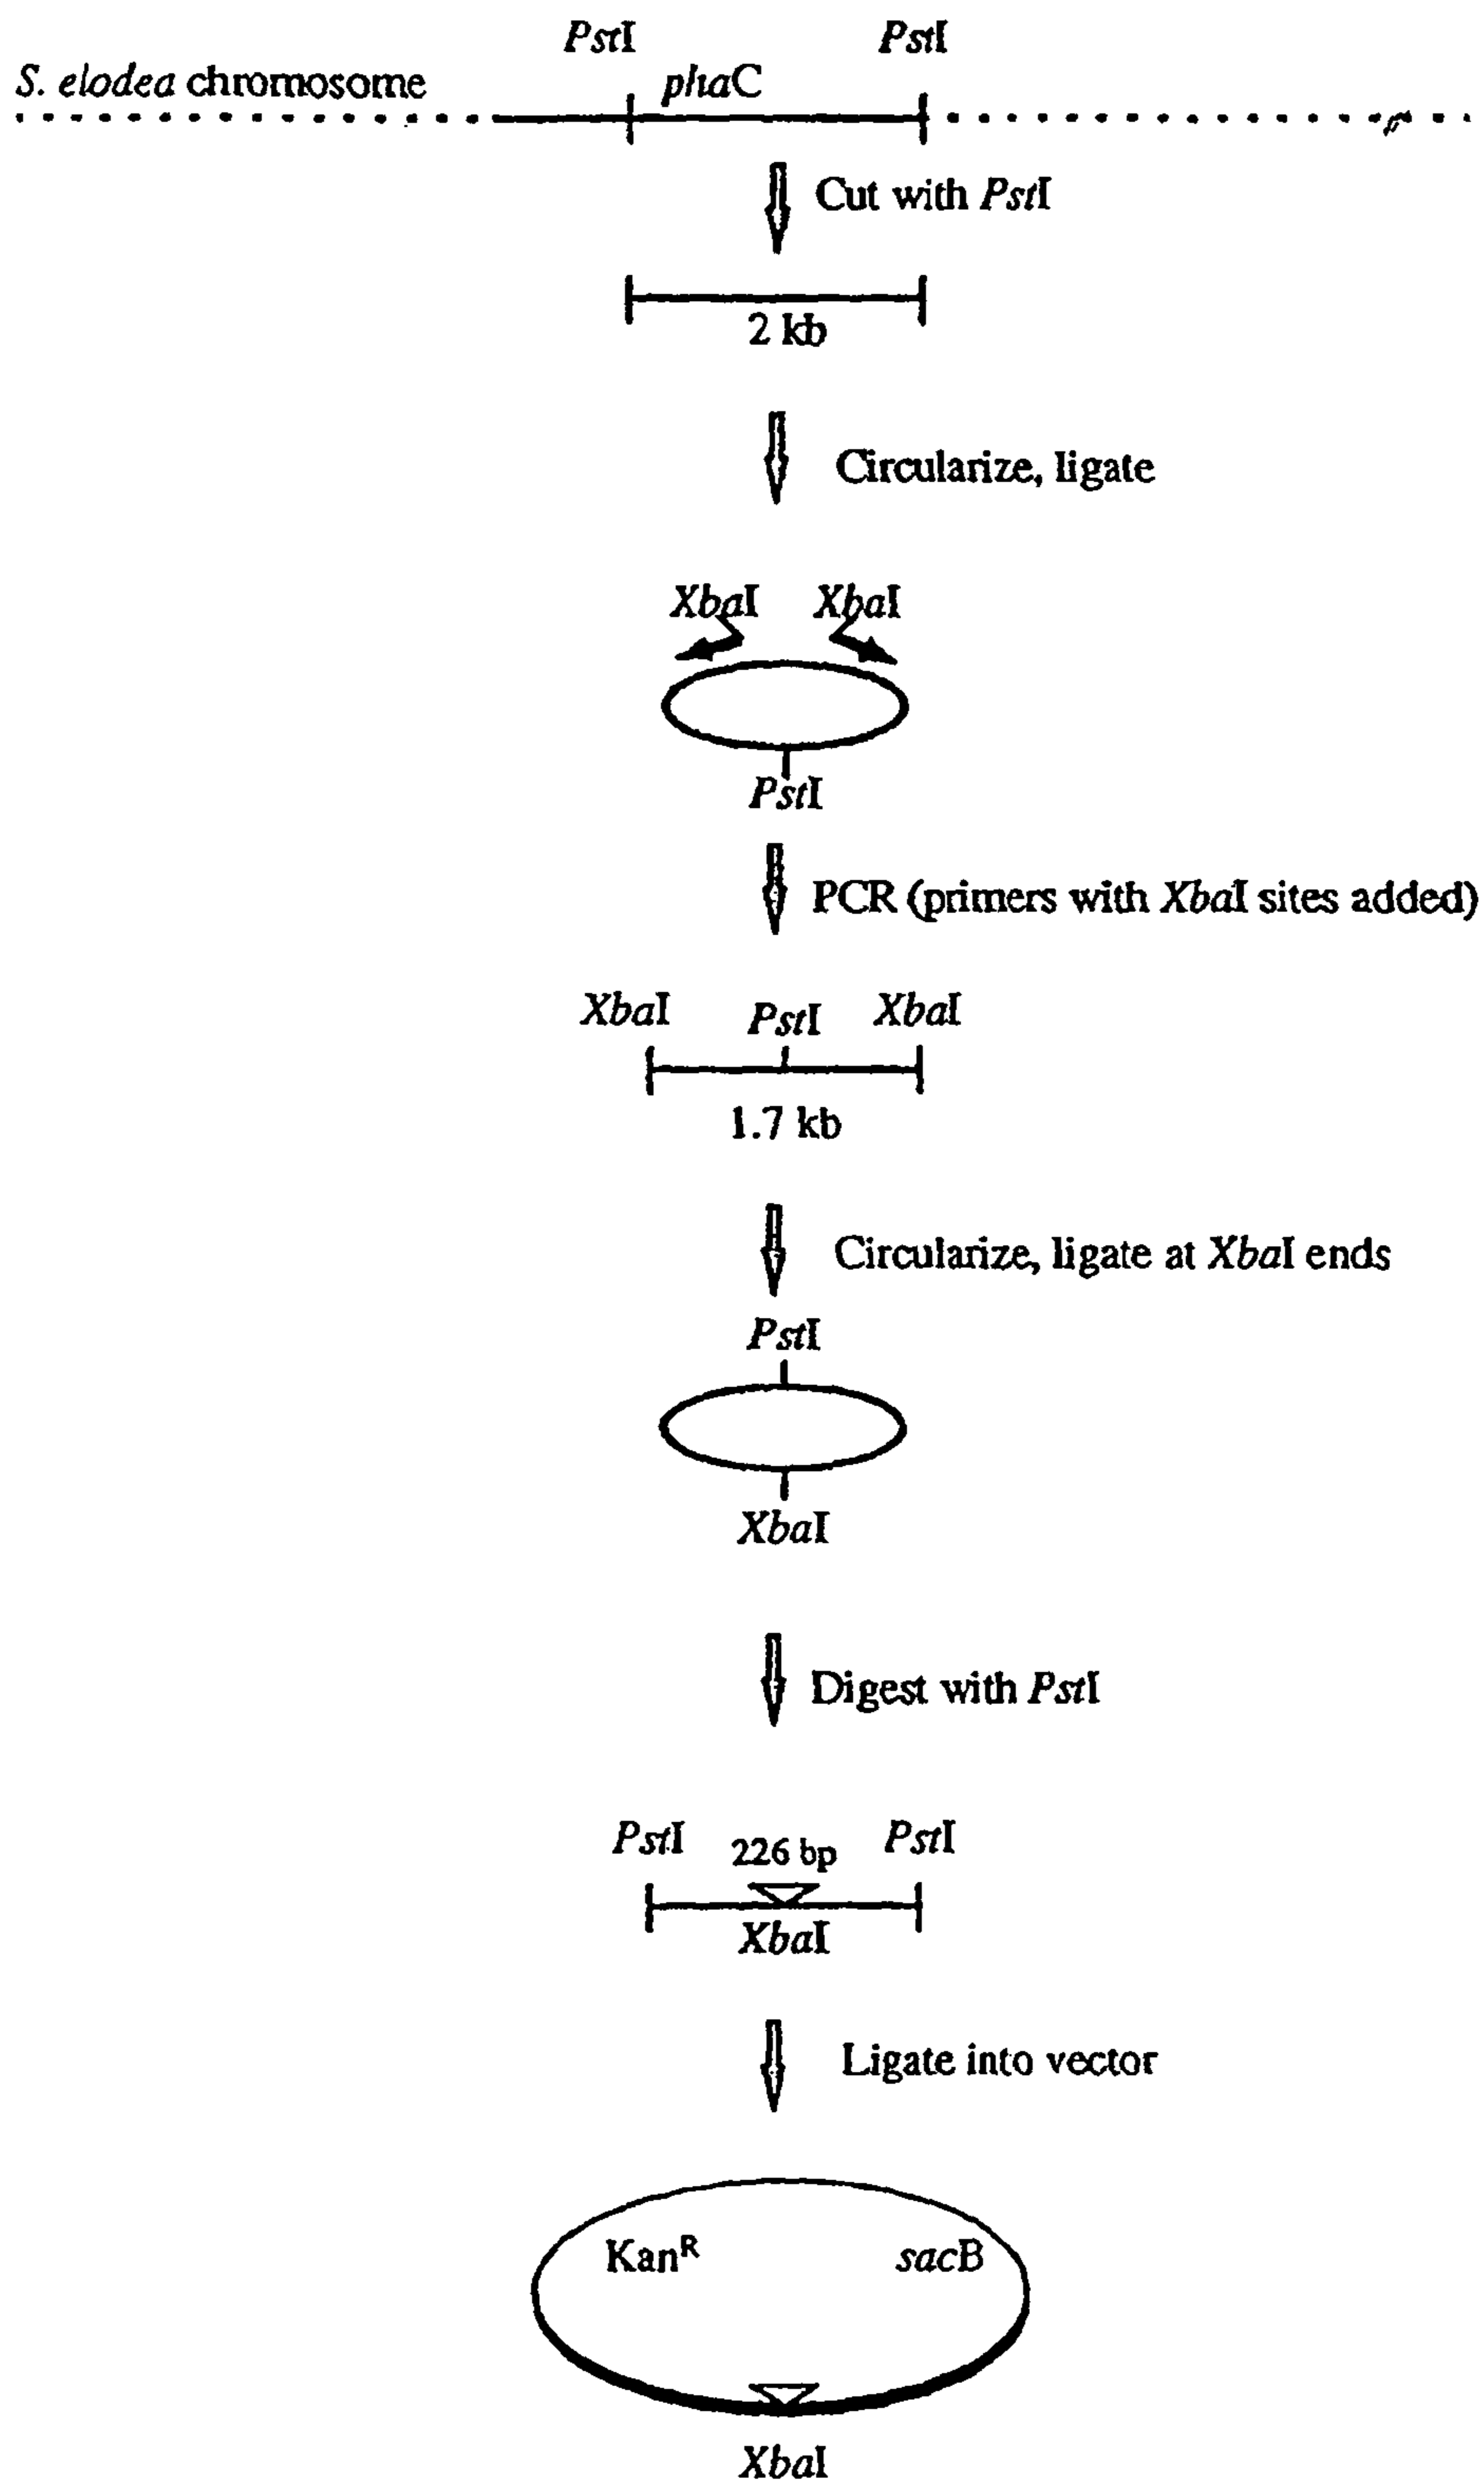 PstI PstI
S. elodea chromosome phaC
Cut with PstI
2 kb
Circularize, ligate
XbaI XbaI
PstI
PCR (primers with XbaI sites added)
XbaI PstI XbaI
1.7 kb
Circularize, ligate at XbaI ends
PstI
XbaI
Digest with PstI
PstI 226 bp PstI
XbaI
Ligate into vector
Kanᴿ sacB
XbaI